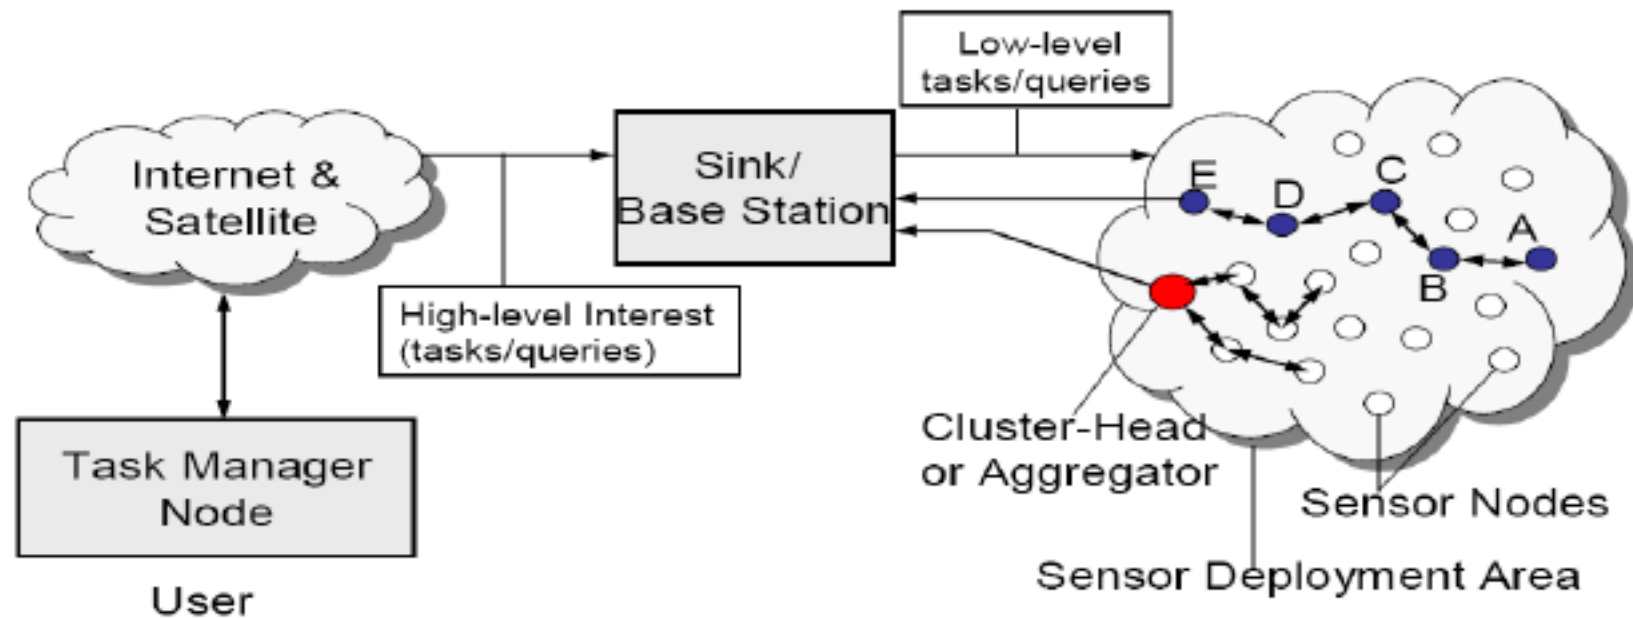 Low-level
tasks/queries
Internet &
Satellite
Sink/
Base Station
E
D
C
B
A
High-level Interest
(tasks/queries)
Cluster-Head
or Aggregator
Task Manager
Node
Sensor Nodes
Sensor Deployment Area
User